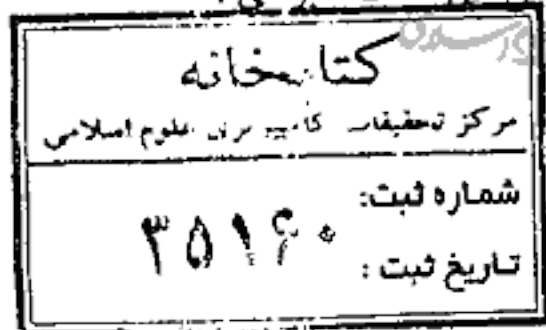 کتابخانه
مرکز تحقیقات کامپیوتری علوم اسلامی
شماره ثبت:
۳۵۱۶۰
تاریخ ثبت :